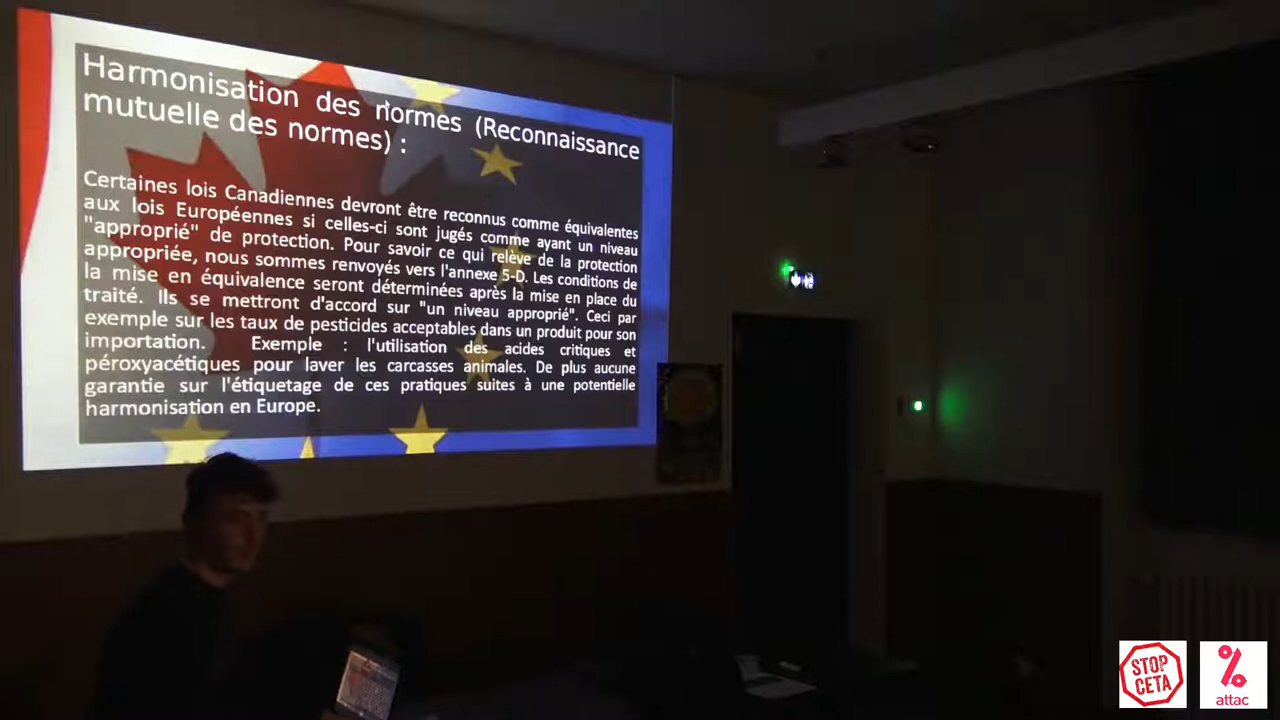 Harmonisation des normes (Reconnaissance
mutuelle des normes) :
Certaines lois Canadiennes devront être reconnus comme équivalentes
aux lois Européennes si celles-ci sont jugés comme ayant un niveau
"approprié" de protection. Pour savoir ce qui relève de la protection
appropriée, nous sommes renvoyés vers l'annexe 5-D. Les conditions de
la mise en équivalence seront déterminées après la mise en place du
traité. Ils se mettront d'accord sur "un niveau approprié". Ceci par
exemple sur les taux de pesticides acceptables dans un produit pour son
importation. Exemple : l'utilisation des acides critiques et
péroxyacétiques pour laver les carcasses animales. De plus aucune
garantie sur l'étiquetage de ces pratiques suites à une potentielle
harmonisation en Europe.
STOP
CETA
%
attac